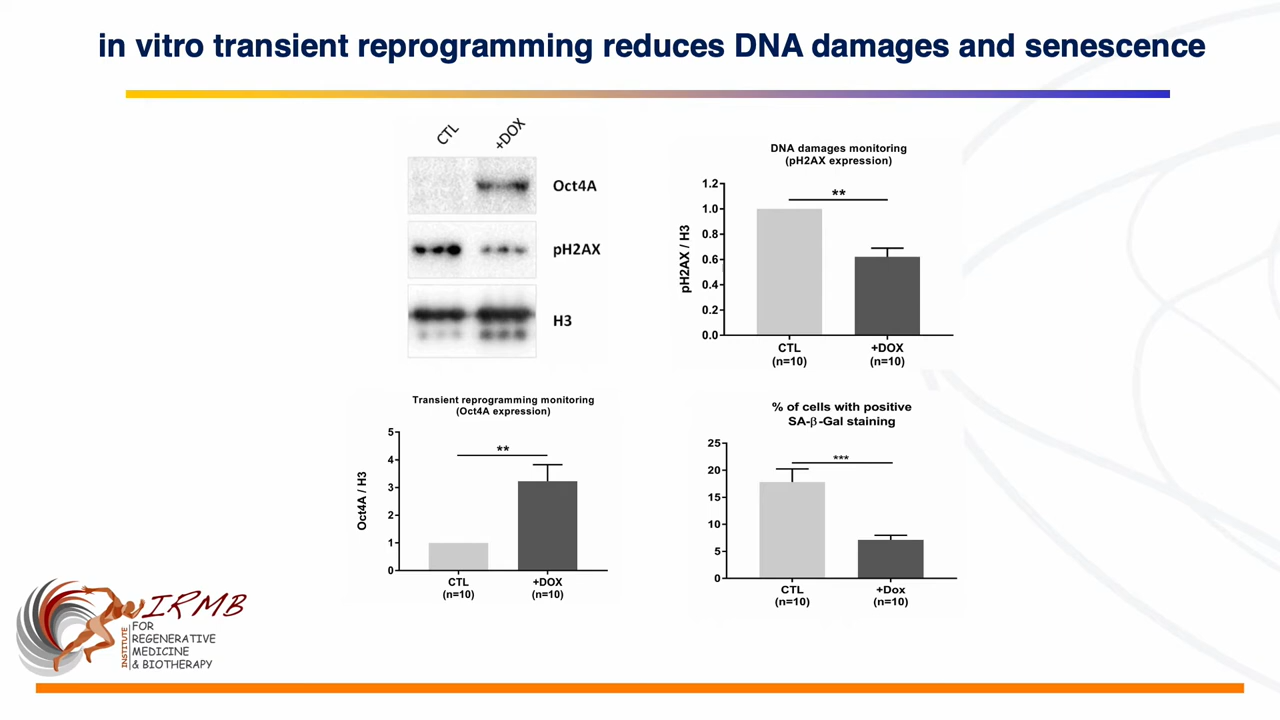 in vitro transient reprogramming reduces DNA damages and senescence
CTL
+DOX
Oct4A
pH2AX
H3
DNA damages monitoring
(pH2AX expression)
pH2AX / H3
1.2
1.0
0.8
0.6
0.4
0.2
0.0
**
CTL
(n=10)
+DOX
(n=10)
Transient reprogramming monitoring
(Oct4A expression)
Oct4A / H3
5
4
3
2
1
0
**
CTL
(n=10)
+DOX
(n=10)
% of cells with positive
SA-β-Gal staining
25
20
15
10
5
0
***
CTL
(n=10)
+Dox
(n=10)
IRMB
INSTITUTE
FOR
REGENERATIVE
MEDICINE
& BIOTHERAPY